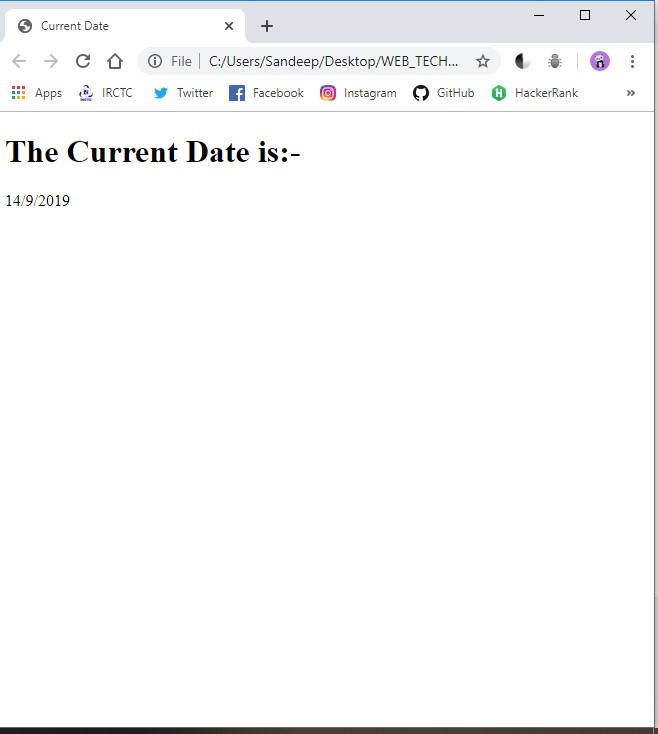 Current Date
File C:/Users/Sandeep/Desktop/WEB_TECH...
Apps IRCTC Twitter Facebook Instagram GitHub HackerRank »
The Current Date is:-
14/9/2019